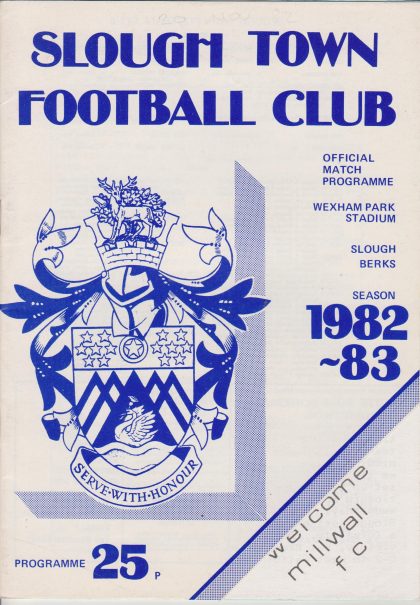 SLOUGH TOWN
FOOTBALL CLUB
OFFICIAL
MATCH
PROGRAMME
WEXHAM PARK
STADIUM
SLOUGH
BERKS
SEASON
1982
~83
SERVE·WITH·HONOUR
welcome
millwall
f c
PROGRAMME 25 P